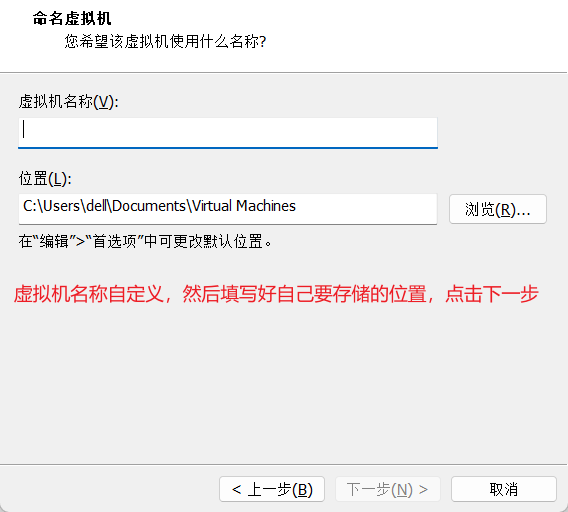 命名虚拟机
您希望该虚拟机使用什么名称?
虚拟机名称(V):
位置(L):
C:\Users\dell\Documents\Virtual Machines
浏览(R)...
在“编辑”>“首选项”中可更改默认位置。
虚拟机名称自定义，然后填写好自己要存储的位置，点击下一步
< 上一步(B)
下一步(N) >
取消